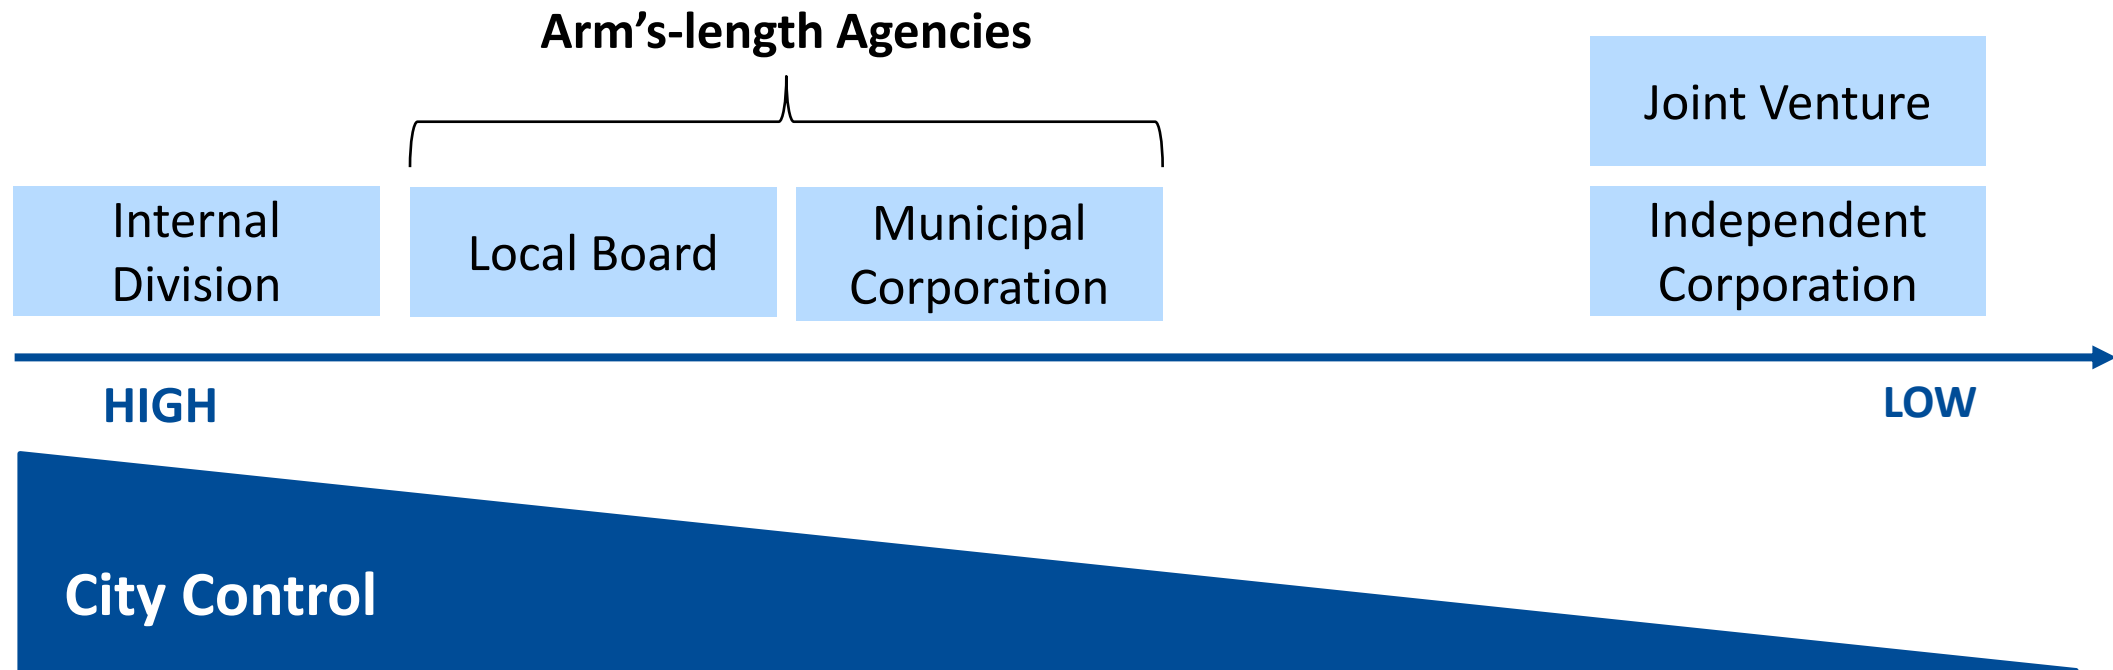 Arm’s-length Agencies
Joint Venture
Internal
Division
Local Board
Municipal
Corporation
Independent
Corporation
HIGH
LOW
City Control